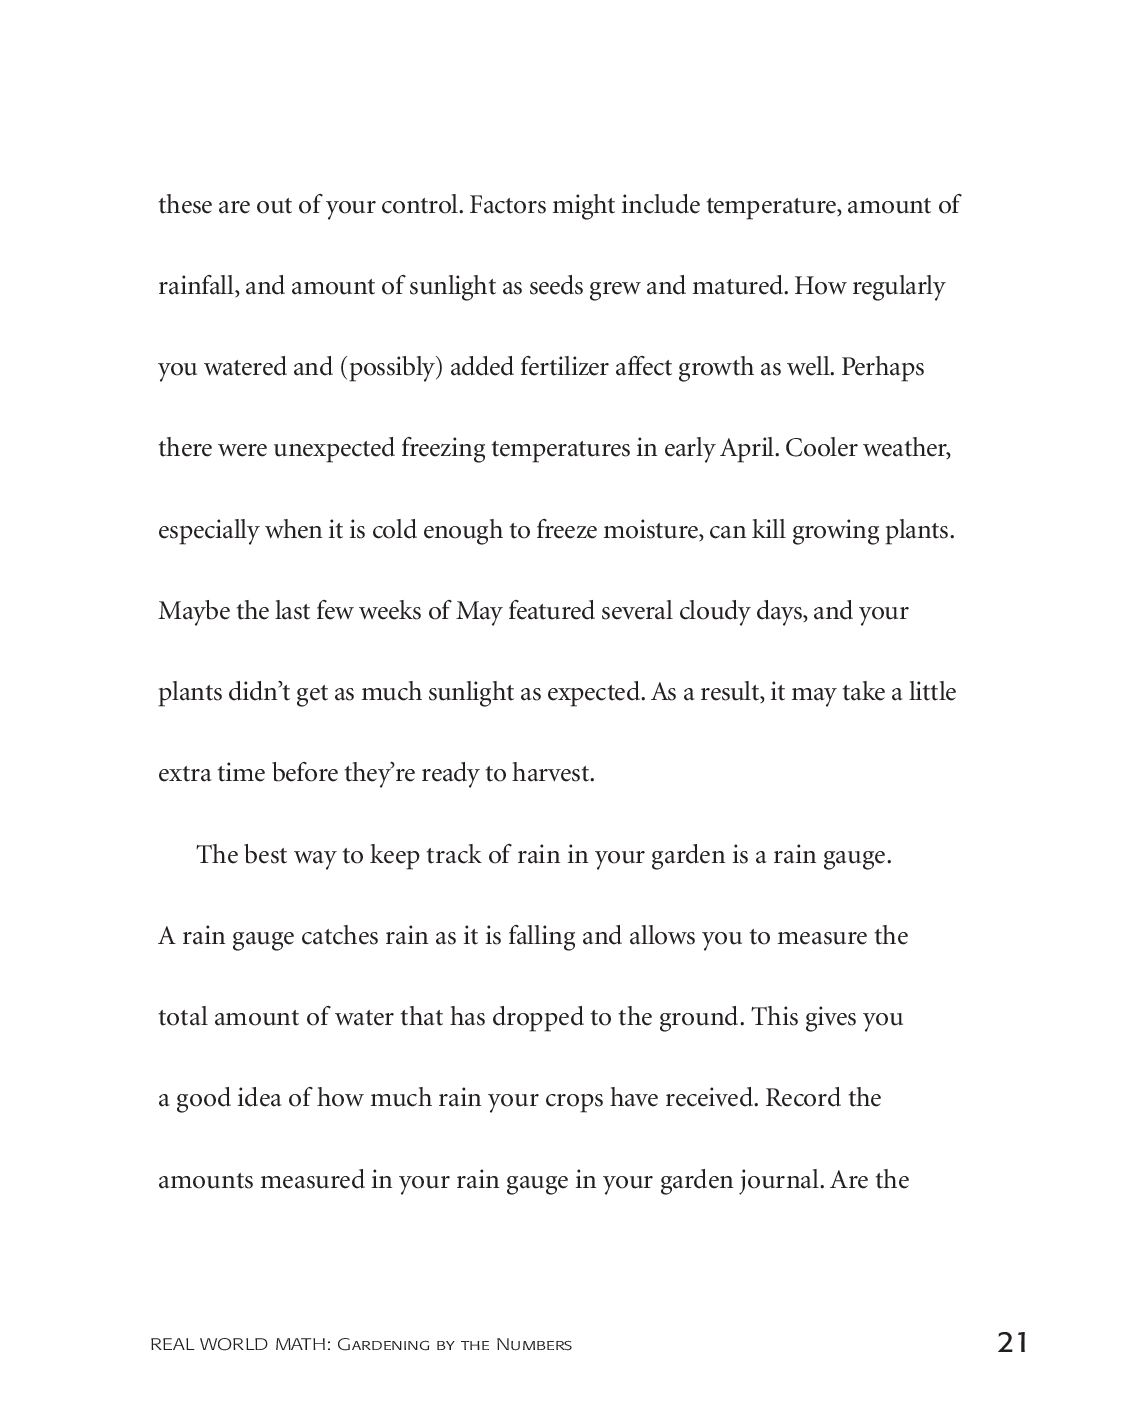 these are out of your control. Factors might include temperature, amount of
rainfall, and amount of sunlight as seeds grew and matured. How regularly
you watered and (possibly) added fertilizer affect growth as well. Perhaps
there were unexpected freezing temperatures in early April. Cooler weather,
especially when it is cold enough to freeze moisture, can kill growing plants.
Maybe the last few weeks of May featured several cloudy days, and your
plants didn’t get as much sunlight as expected. As a result, it may take a little
extra time before they’re ready to harvest.
The best way to keep track of rain in your garden is a rain gauge.
A rain gauge catches rain as it is falling and allows you to measure the
total amount of water that has dropped to the ground. This gives you
a good idea of how much rain your crops have received. Record the
amounts measured in your rain gauge in your garden journal. Are the
REAL WORLD MATH: Gardening by the Numbers 21